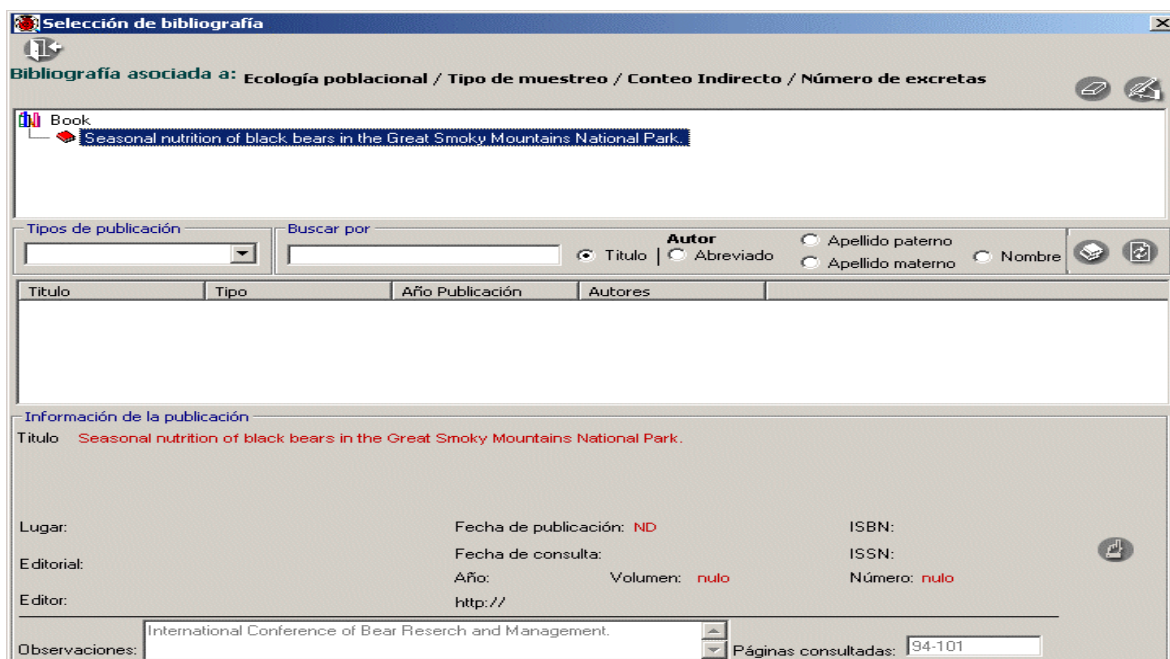 Selección de bibliografía
Bibliografía asociada a: Ecología poblacional / Tipo de muestreo / Conteo Indirecto / Número de excretas
Book
Seasonal nutrition of black bears in the Great Smoky Mountains National Park.
Tipos de publicación
Buscar por
Autor
Titulo | Abreviado
Apellido paterno
Apellido materno
Nombre
Titulo Tipo Año Publicación Autores
Información de la publicación
Titulo Seasonal nutrition of black bears in the Great Smoky Mountains National Park.
Lugar: Fecha de publicación: ND ISBN:
Editorial: Fecha de consulta: ISSN:
Año: Volumen: nulo Número: nulo
Editor: http://
Observaciones: International Conference of Bear Reserch and Management. Páginas consultadas: 94-101